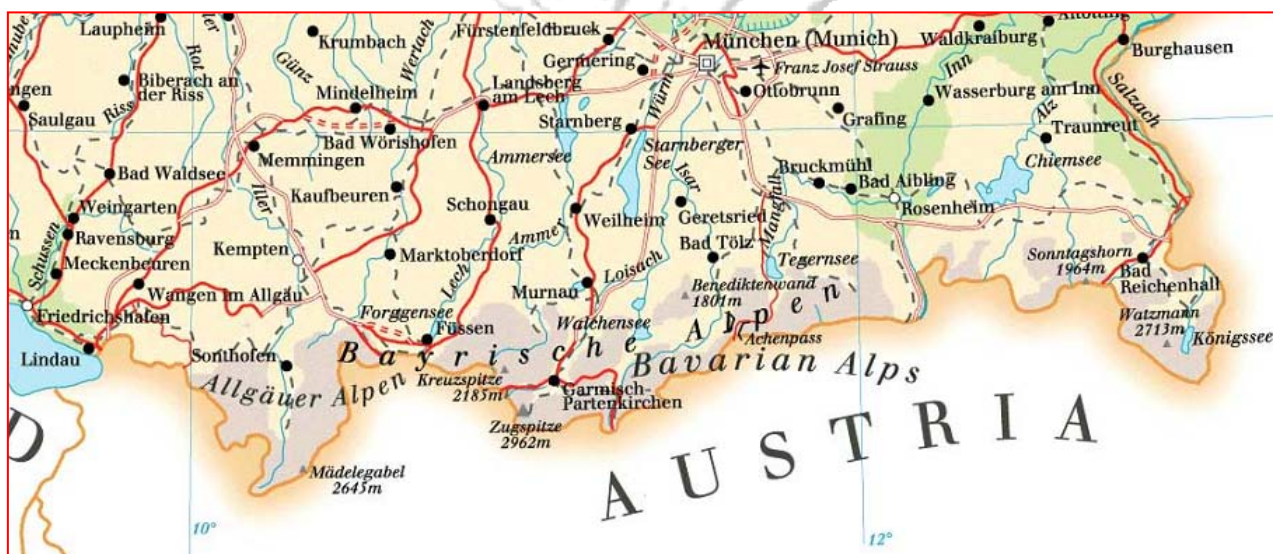 Laupheim
Krumbach
Fürstenfeldbruck
München (Munich)
Waldkraiburg
Burghausen
Germering
Franz Josef Strauss
Biberach an
der Riss
Rot
Günz
Wertach
Mindelheim
Landsberg
am Lech
Würm
Ottobrunn
Inn
Wasserburg am Inn
Salzach
Saulgau
Riss
Bad Wörishofen
Starnberg
Grafing
Alz
Traunreut
Memmingen
Ammersee
Starnberger
See
Bruckmühl
Chiemsee
Bad Waldsee
Iller
Kaufbeuren
Isar
Bad Aibling
Weingarten
Schongau
Weilheim
Geretsried
Mangfall
Rosenheim
Ravensburg
Schussen
Kempten
Marktoberdorf
Ammer
Bad Tölz
Sonntagshorn
1964m
Meckenbeuren
Lech
Loisach
Tegernsee
Bad
Reichenhall
Wangen im Allgäu
Murnau
Benediktenwand
1801m
Friedrichshafen
Forggensee
Walchensee
Watzmann
2713m
Königssee
Füssen
Achenpass
Lindau
Sonthofen
Bayrische Alpen
Bavarian Alps
Allgäuer Alpen
Kreuzspitze
2185m
Garmisch-
Partenkirchen
Zugspitze
2962m
AUSTRIA
D
Mädelegabel
2645m
10°
12°